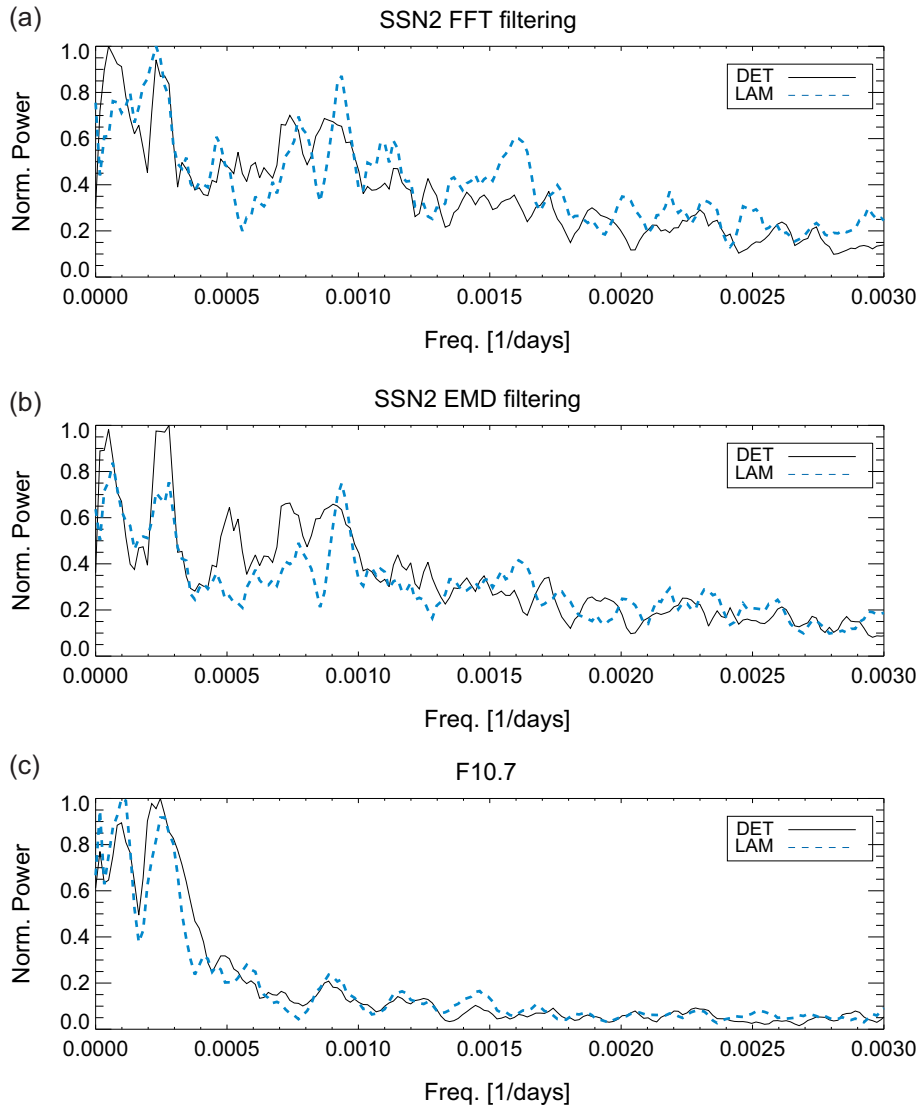 (a)
SSN2 FFT filtering
DET
LAM
Norm. Power
1.0
0.8
0.6
0.4
0.2
0.0
0.0000 0.0005 0.0010 0.0015 0.0020 0.0025 0.0030
Freq. [1/days]
(b)
SSN2 EMD filtering
DET
LAM
Norm. Power
1.0
0.8
0.6
0.4
0.2
0.0
0.0000 0.0005 0.0010 0.0015 0.0020 0.0025 0.0030
Freq. [1/days]
(c)
F10.7
DET
LAM
Norm. Power
1.0
0.8
0.6
0.4
0.2
0.0
0.0000 0.0005 0.0010 0.0015 0.0020 0.0025 0.0030
Freq. [1/days]